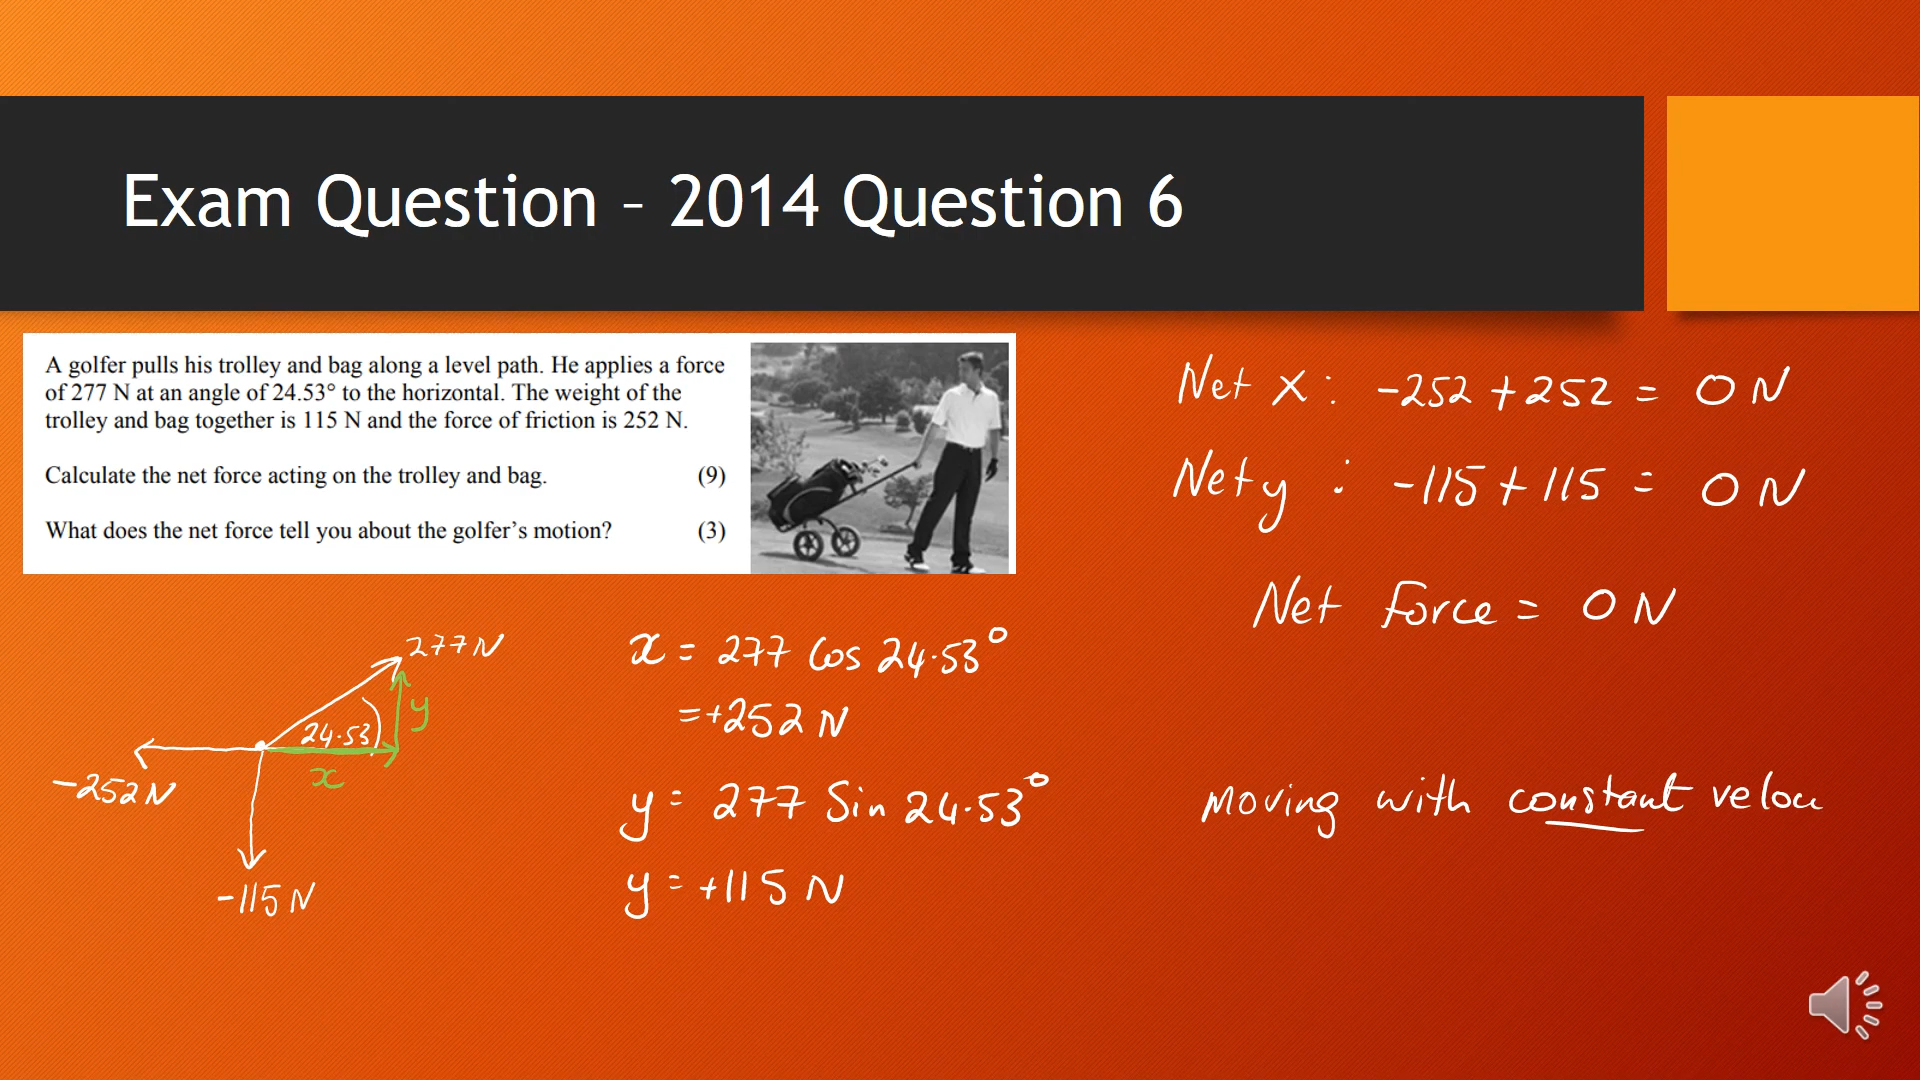 Exam Question – 2014 Question 6
A golfer pulls his trolley and bag along a level path. He applies a force
of 277 N at an angle of 24.53° to the horizontal. The weight of the
trolley and bag together is 115 N and the force of friction is 252 N.
Calculate the net force acting on the trolley and bag. (9)
What does the net force tell you about the golfer's motion? (3)
277 N
y
24.53
x
-252 N
-115 N
x = 277 Cos 24.53°
= +252 N
y = 277 Sin 24.53°
y = +115 N
Net X : -252 + 252 = 0 N
Net y : -115 + 115 = 0 N
Net Force = 0 N
moving with constant veloc